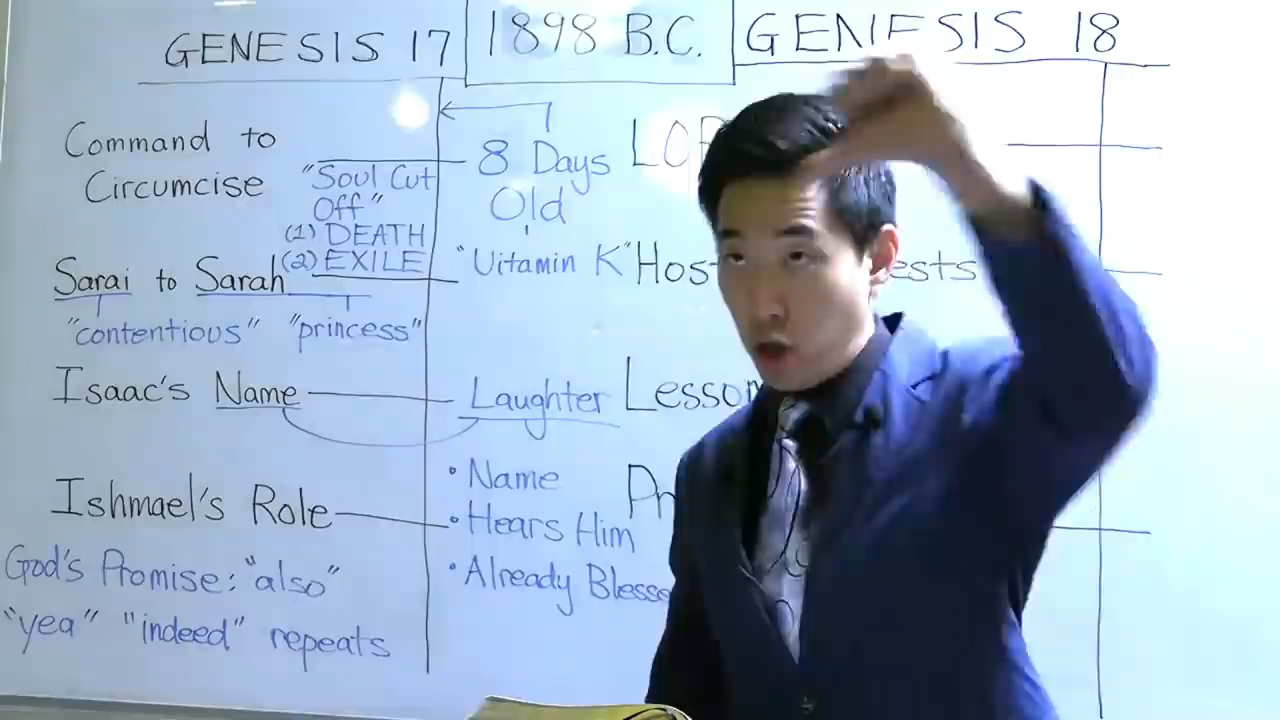 GENESIS 17
1898 B.C.
GENESIS 18
Command to
Circumcise
"Soul Cut
Off"
(1) DEATH
(2) EXILE
8 Days
Old
"Vitamin K"
Sarai to Sarah
"contentious" "princess"
Isaac's Name
Laughter
Ishmael's Role
• Name
• Hears Him
• Already
God's Promise: "also"
"yea" "indeed" repeats